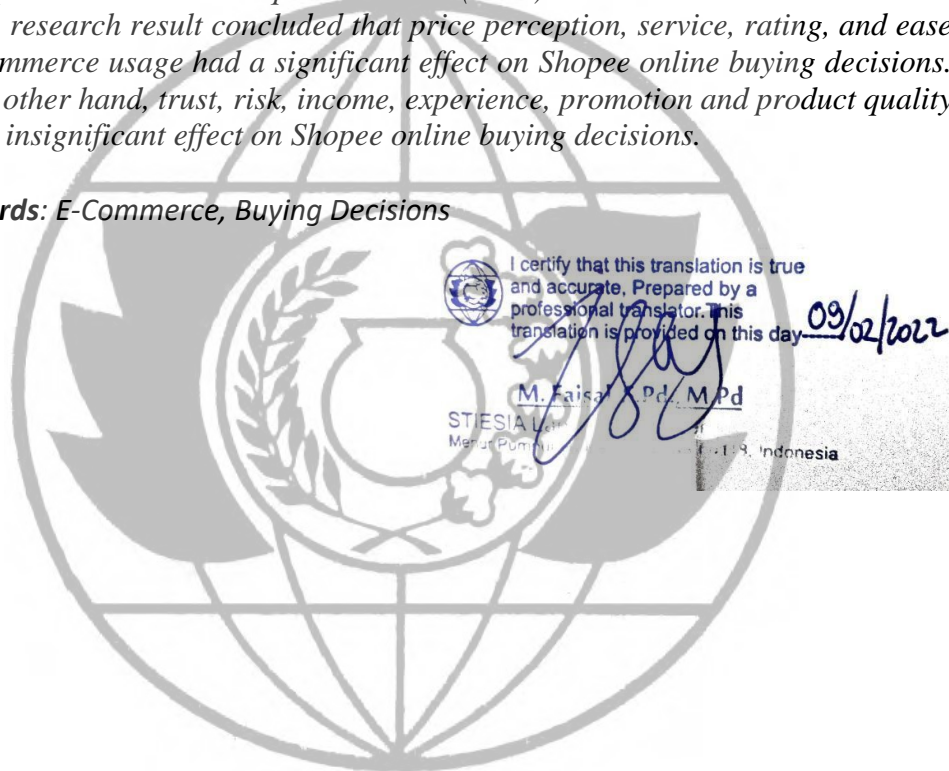 research result concluded that price perception, service, rating, and ease
mmerce usage had a significant effect on Shopee online buying decisions.
other hand, trust, risk, income, experience, promotion and product quality
insignificant effect on Shopee online buying decisions.
rds: E-Commerce, Buying Decisions
I certify that this translation is true
and accurate, Prepared by a
professional translator. This
translation is provided on this day 09/02/2022
M. Faisal S.Pd., M.Pd
STIESIA
Menur
Indonesia